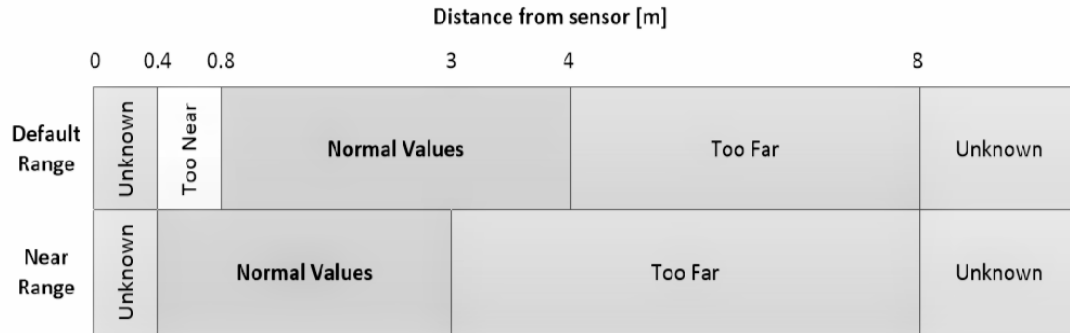 Distance from sensor [m]
0 0.4 0.8 3 4 8
Default
Range
Unknown
Too Near
Normal Values
Too Far
Unknown
Near
Range
Unknown
Normal Values
Too Far
Unknown